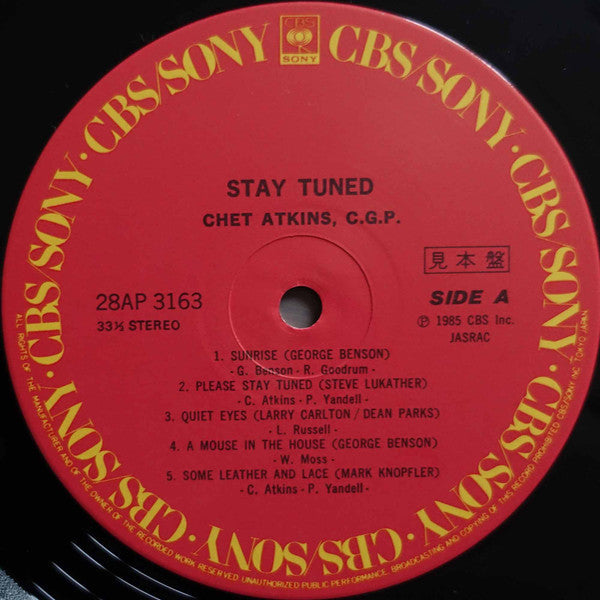 CBS
SONY
CBS/SONY · CBS/SONY · CBS/SONY · CBS/SONY · CBS/SONY · CBS/SONY · CBS/SONY · CBS/SONY
STAY TUNED
CHET ATKINS, C.G.P.
見本盤
28AP 3163
SIDE A
33⅓ STEREO
Ⓟ 1985 CBS Inc.
JASRAC
1. SUNRISE (GEORGE BENSON)
- G. Benson - R. Goodrum -
2. PLEASE STAY TUNED (STEVE LUKATHER)
- C. Atkins - P. Yandell -
3. QUIET EYES (LARRY CARLTON / DEAN PARKS)
- L. Russell -
4. A MOUSE IN THE HOUSE (GEORGE BENSON)
- W. Moss -
5. SOME LEATHER AND LACE (MARK KNOPFLER)
- C. Atkins - P. Yandell -
ALL RIGHTS OF THE MANUFACTURER AND OF THE OWNER OF THE RECORDED WORK RESERVED. UNAUTHORIZED PUBLIC PERFORMANCE, BROADCASTING AND COPYING OF THIS RECORD PROHIBITED CBS/SONY INC. TOKYO JAPAN